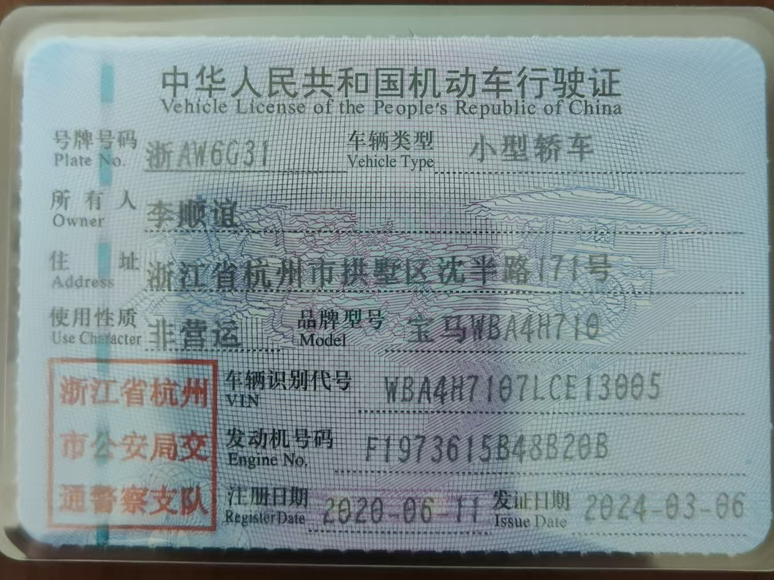 中华人民共和国机动车行驶证
Vehicle License of the People's Republic of China
号牌号码 Plate No. 浙AW6G31 车辆类型 Vehicle Type 小型轿车
所有人 Owner 李顺谊
住址 Address 浙江省杭州市拱墅区沈半路171号
使用性质 Use Character 非营运 品牌型号 Model 宝马WBA4H710
车辆识别代号 VIN WBA4H7107LCE13005
发动机号码 Engine No. F1973615B48B20B
注册日期 Register Date 2020-06-11 发证日期 Issue Date 2024-03-06
浙江省杭州
市公安局交
通警察支队